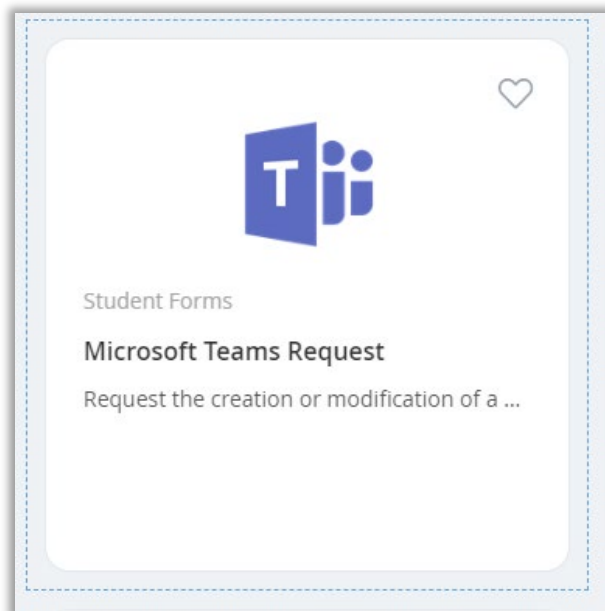 T
Student Forms
Microsoft Teams Request
Request the creation or modification of a ...